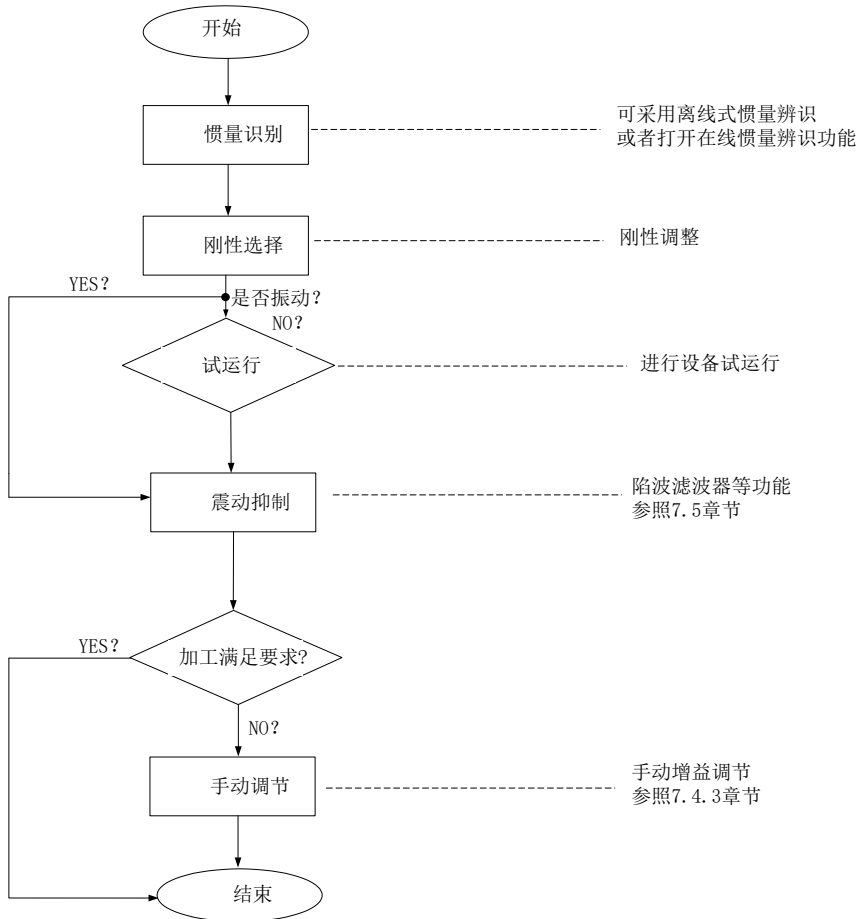 开始
惯量识别
可采用离线式惯量辨识
或者打开在线惯量辨识功能
刚性选择
刚性调整
YES?
是否振动?
NO?
试运行
进行设备试运行
震动抑制
陷波滤波器等功能
参照7.5章节
YES?
加工满足要求?
NO?
手动调节
手动增益调节
参照7.4.3章节
结束